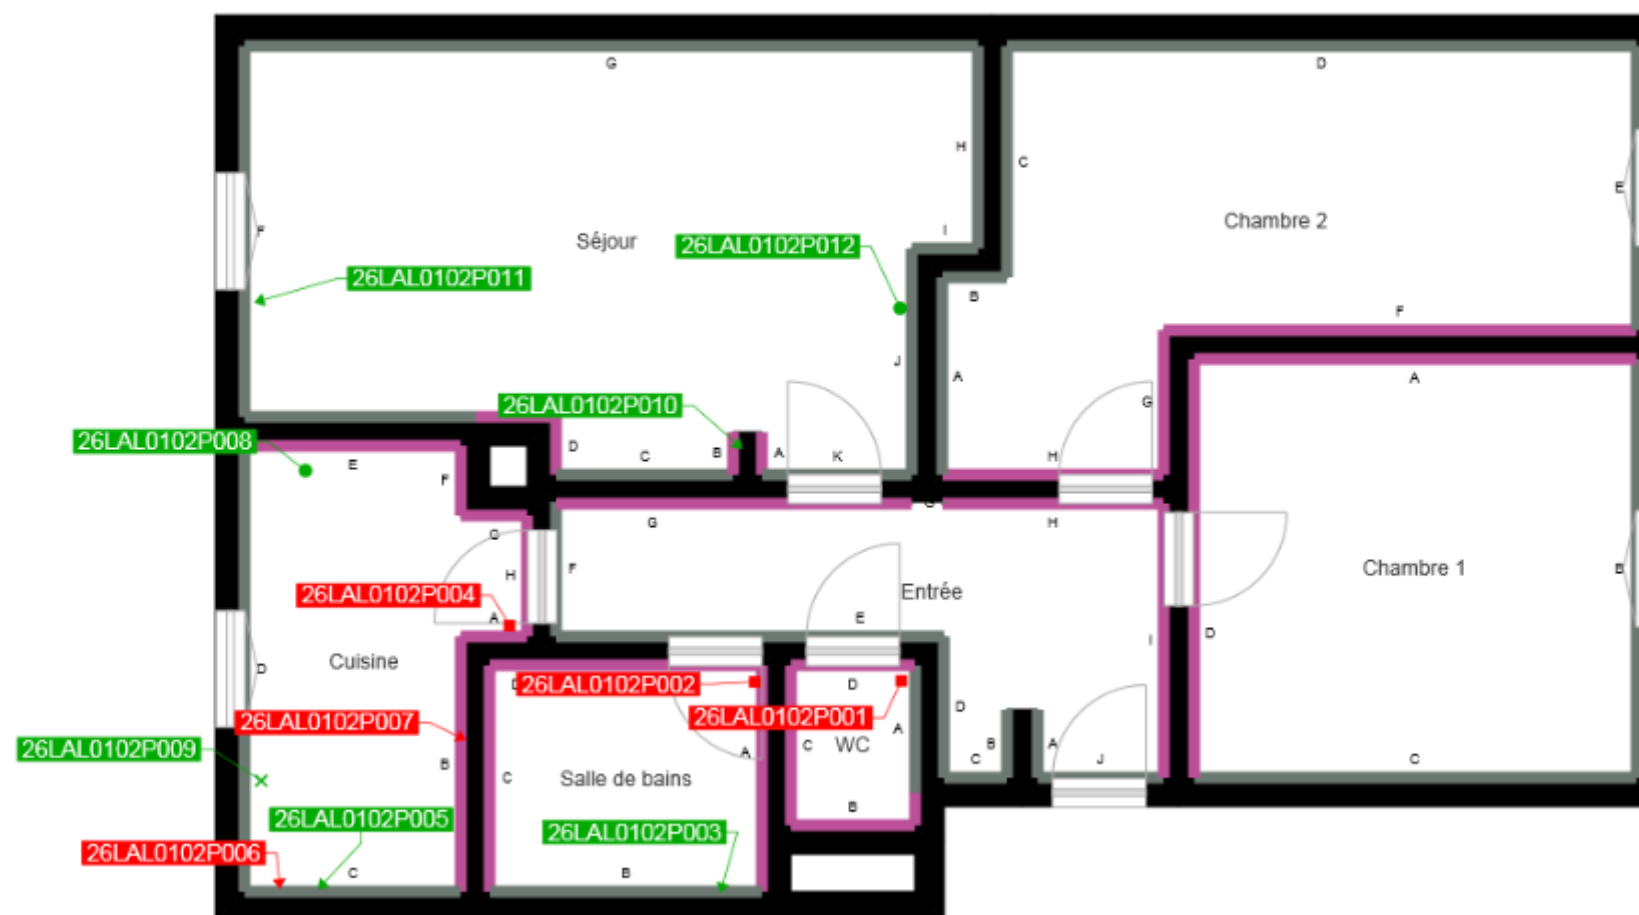 G
D
H
C
F
E
Séjour
Chambre 2
I
26LAL0102P012
26LAL0102P011
B
F
J
A
A
26LAL0102P010
G
26LAL0102P008
D
C
B
A
K
H
E
F
G
G
H
H
F
Chambre 1
B
26LAL0102P004
Entrée
A
E
I
D
Cuisine
D
26LAL0102P002
D
D
26LAL0102P007
26LAL0102P001
A
C
WC
A
B
A
26LAL0102P009
B
C
Salle de bains
C
J
C
B
26LAL0102P005
26LAL0102P003
26LAL0102P006
C
B